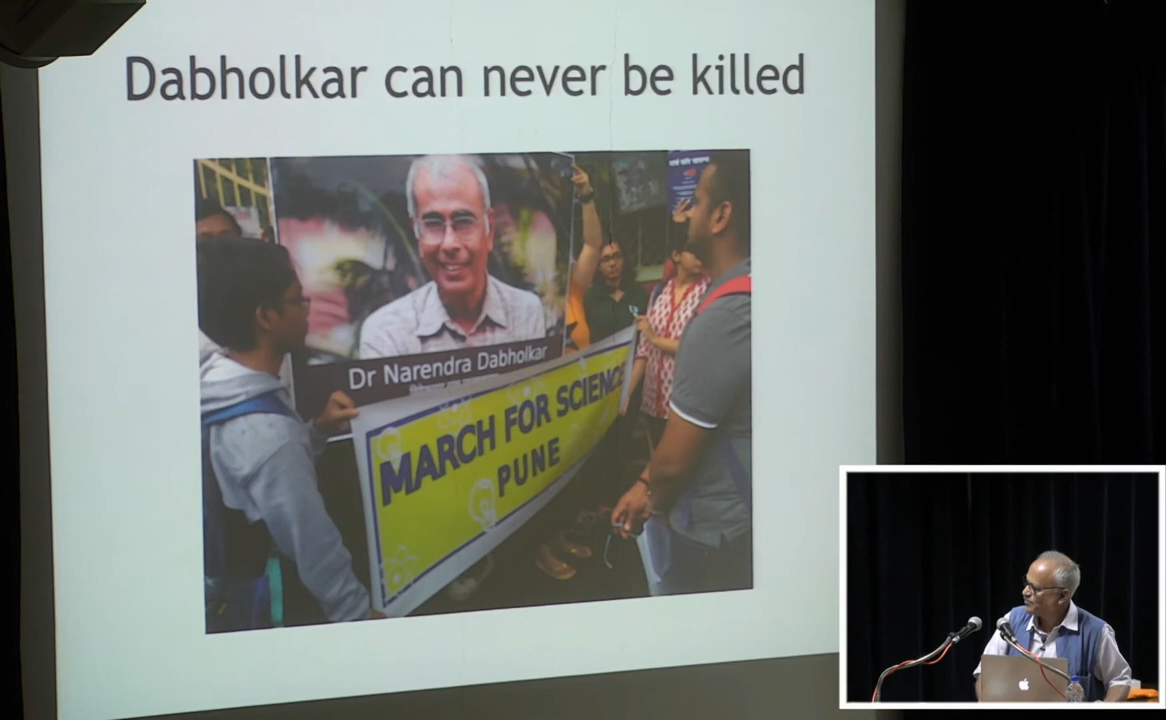 Dabholkar can never be killed
Dr Narendra Dabholkar
MARCH FOR SCIENCE
PUNE